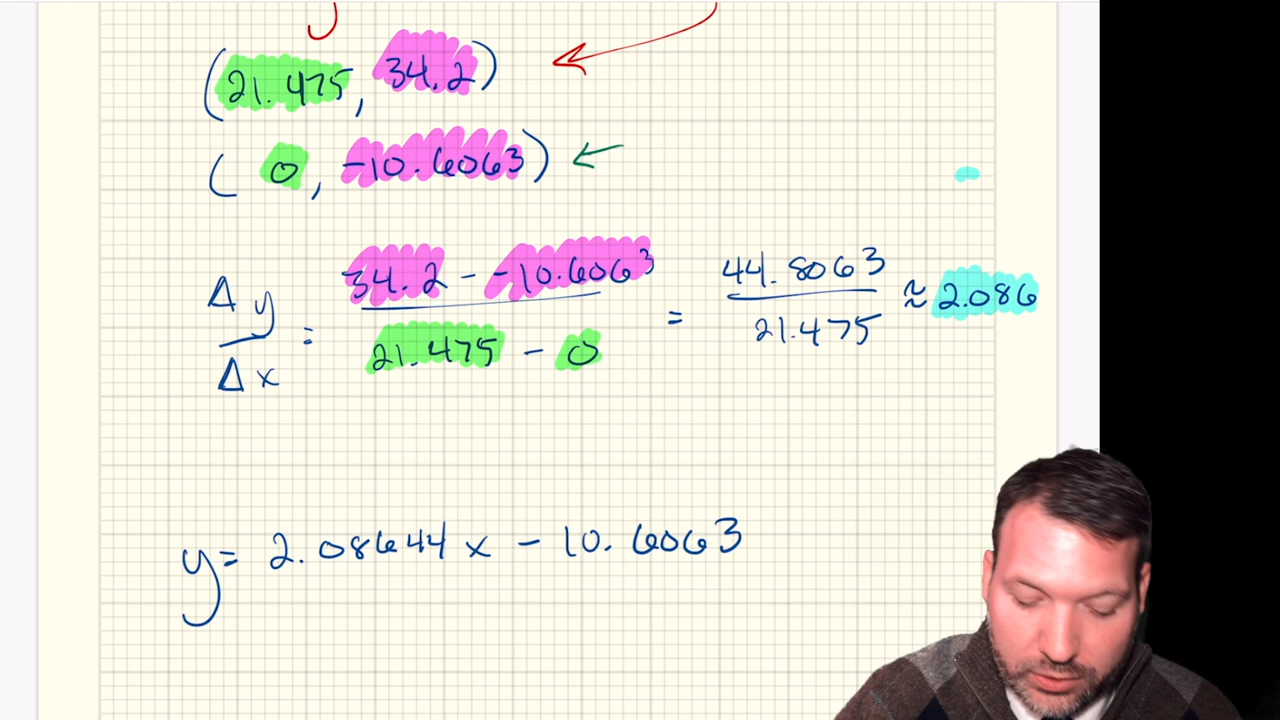 y
(21.475, 34.2)
(0, -10.6063)
Δy/Δx = (34.2 - -10.6063)/(21.475 - 0) = 44.8063/21.475 ≈ 2.086
y = 2.08644x - 10.6063